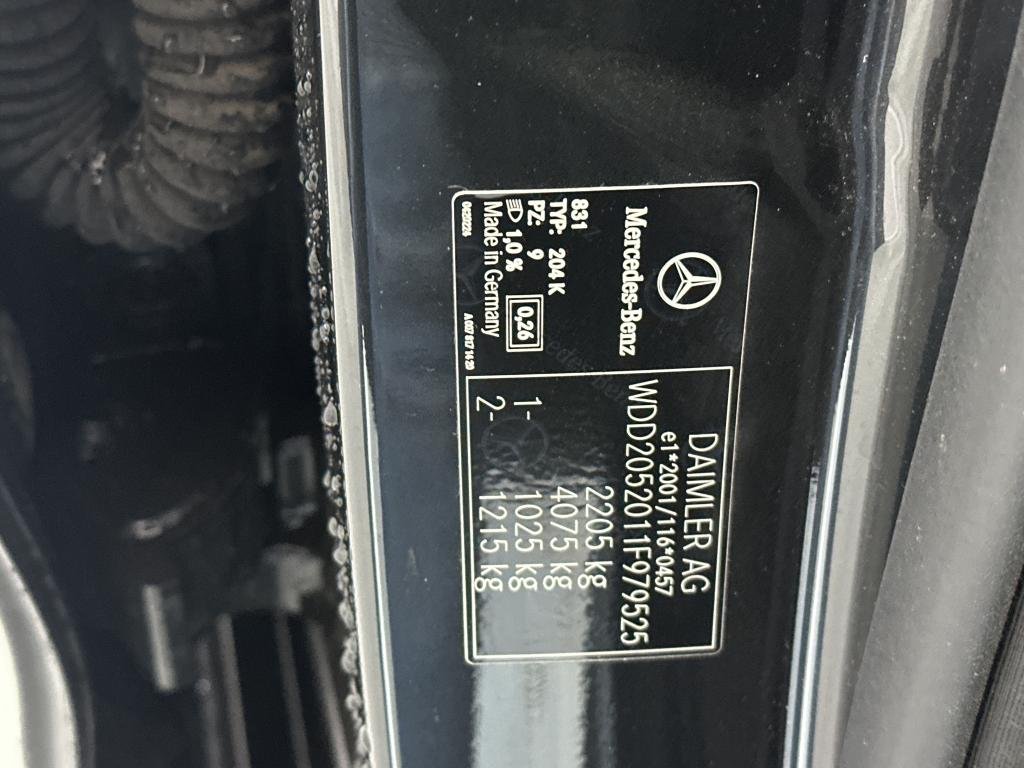 Mercedes-Benz
831
TYP: 204 K
PZ: 9
1,0 % 0,26
Made in Germany
DAIMLER AG
e1*2001/116*0457
WDD2052011F979525
2205 kg
4075 kg
1- 1025 kg
2- 1215 kg